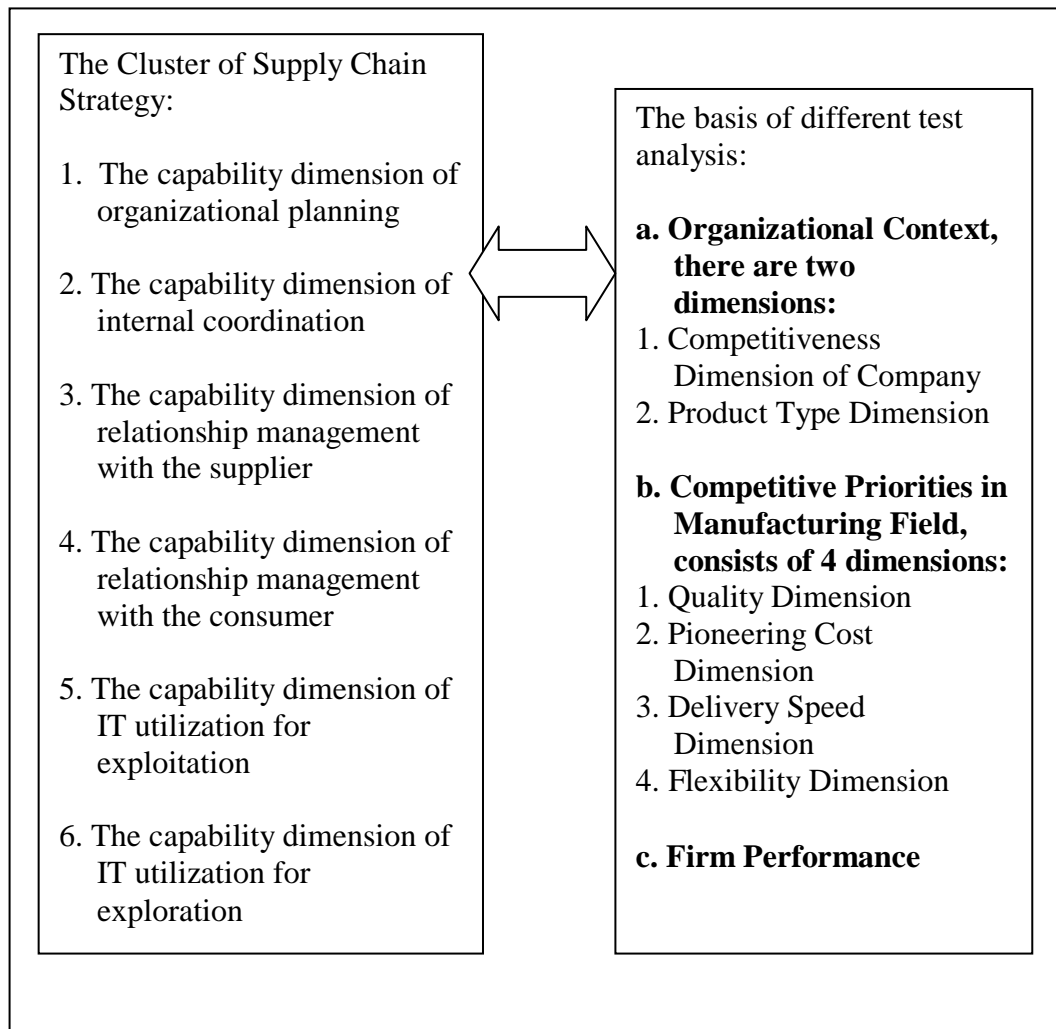 The Cluster of Supply Chain
Strategy:
1. The capability dimension of
organizational planning
2. The capability dimension of
internal coordination
3. The capability dimension of
relationship management
with the supplier
4. The capability dimension of
relationship management
with the consumer
5. The capability dimension of
IT utilization for
exploitation
6. The capability dimension of
IT utilization for
exploration
The basis of different test
analysis:
a. Organizational Context,
there are two
dimensions:
1. Competitiveness
Dimension of Company
2. Product Type Dimension
b. Competitive Priorities in
Manufacturing Field,
consists of 4 dimensions:
1. Quality Dimension
2. Pioneering Cost
Dimension
3. Delivery Speed
Dimension
4. Flexibility Dimension
c. Firm Performance